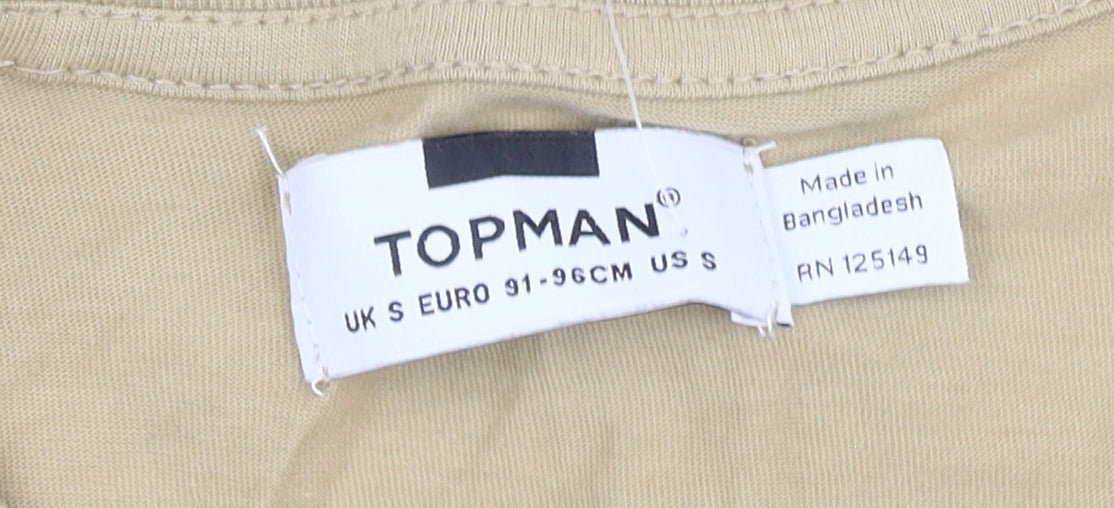 TOPMAN®
UK S EURO 91-96CM US S
Made in
Bangladesh
RN 125149